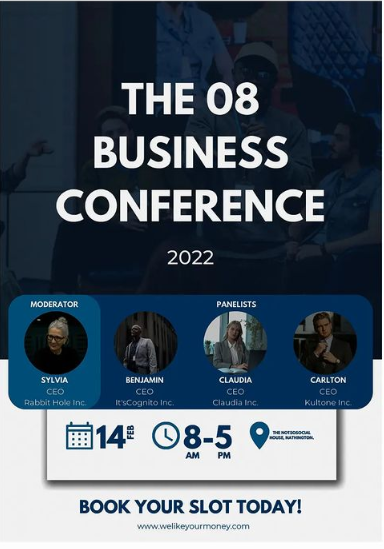 THE 08
BUSINESS
CONFERENCE
2022
MODERATOR
PANELISTS
SYLVIA
CEO
Rabbit Hole Inc.
BENJAMIN
CEO
It'sCognito Inc.
CLAUDIA
CEO
Claudia Inc.
CARLTON
CEO
Kultone Inc.
14 FEB
8-5
AM PM
THE NOTSOSOCIAL
HOUSE, NATHINGTON.
BOOK YOUR SLOT TODAY!
www.welikeyourmoney.com